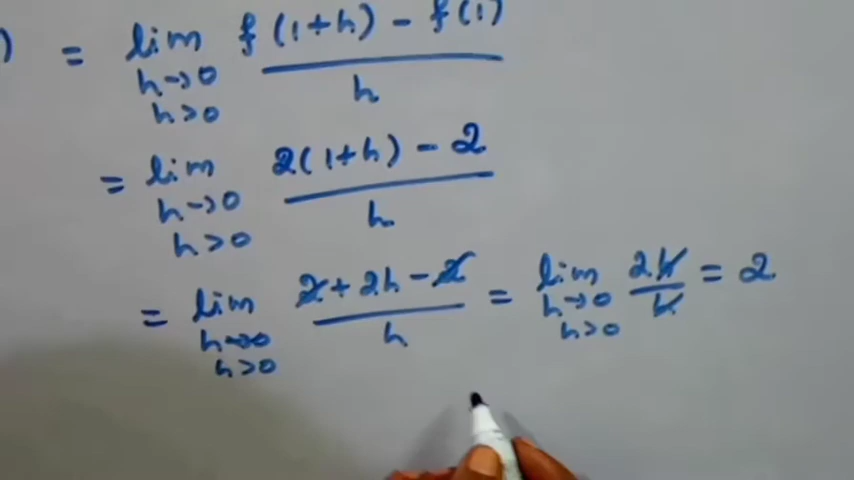 ) = lim f(1+h) - f(1)
h→0 h
h>0
= lim 2(1+h) - 2
h→0 h
h>0
= lim 2+2h-2 = lim 2h = 2
h→0 h h→0 h
h>0 h>0